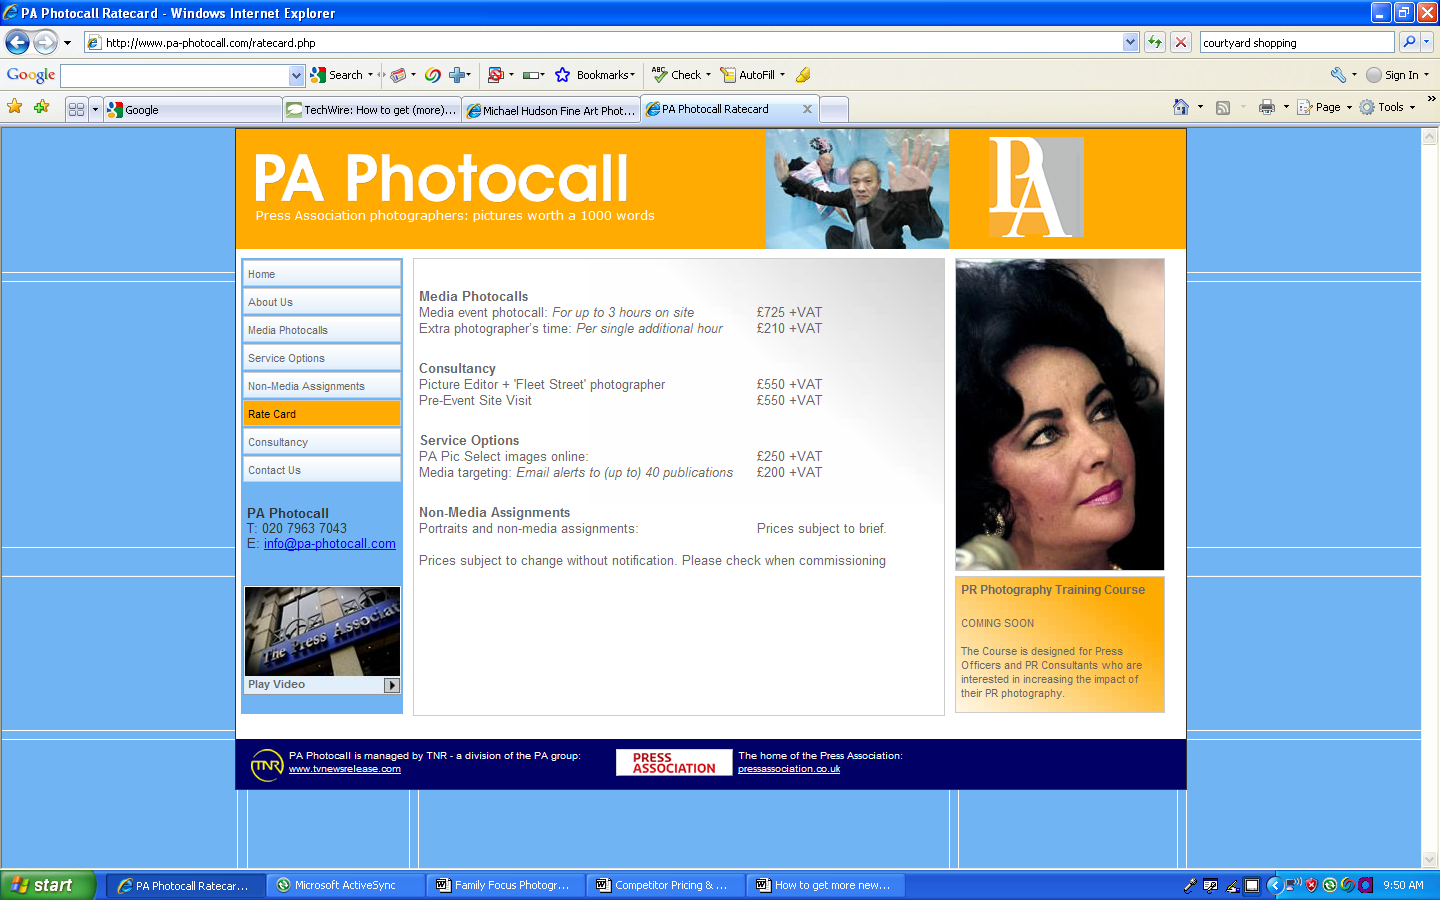 PA Photocall Ratecard - Windows Internet Explorer
http://www.pa-photocall.com/ratecard.php
courtyard shopping
Google
Search
Bookmarks
ABC
Check
AutoFill
Sign In
Google
TechWire: How to get (more)...
Michael Hudson Fine Art Phot...
PA Photocall Ratecard
Page
Tools
PA Photocall
Press Association photographers: pictures worth a 1000 words
PA
Home
About Us
Media Photocalls
Service Options
Non-Media Assignments
Rate Card
Consultancy
Contact Us
PA Photocall
T: 020 7963 7043
E: info@pa-photocall.com
The Press Associat
Play Video
Media Photocalls
Media event photocall: For up to 3 hours on site £725 +VAT
Extra photographer's time: Per single additional hour £210 +VAT
Consultancy
Picture Editor + 'Fleet Street' photographer £550 +VAT
Pre-Event Site Visit £550 +VAT
Service Options
PA Pic Select images online: £250 +VAT
Media targeting: Email alerts to (up to) 40 publications £200 +VAT
Non-Media Assignments
Portraits and non-media assignments: Prices subject to brief.
Prices subject to change without notification. Please check when commissioning
PR Photography Training Course
COMING SOON
The Course is designed for Press
Officers and PR Consultants who are
interested in increasing the impact of
their PR photography.
TNR
PA Photocall is managed by TNR - a division of the PA group:
www.tvnewsrelease.com
PRESS
ASSOCIATION
The home of the Press Association:
pressassociation.co.uk
start
PA Photocall Ratecar...
Microsoft ActiveSync
Family Focus Photogr...
Competitor Pricing & ...
How to get more new...
9:50 AM